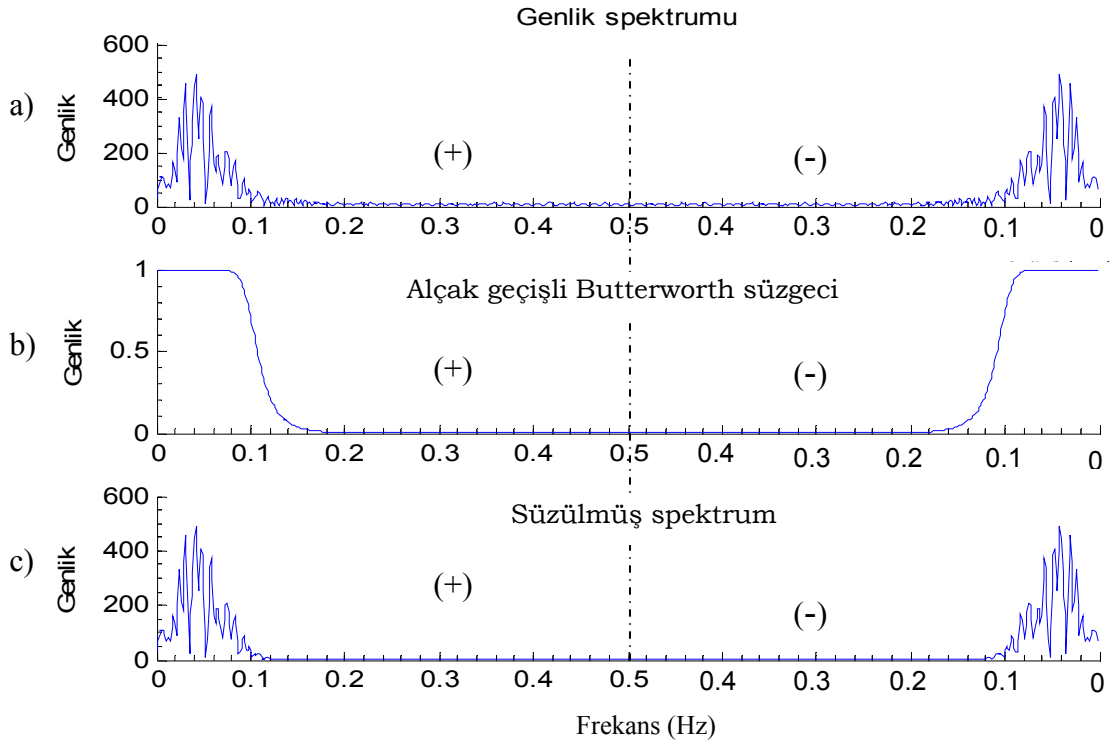 Genlik spektrumu
a)
Genlik
600
400
200
0
(+)
(-)
0 0.1 0.2 0.3 0.4 0.5 0.4 0.3 0.2 0.1 0
b)
Genlik
1
0.5
0
Alçak geçişli Butterworth süzgeci
(+)
(-)
0 0.1 0.2 0.3 0.4 0.5 0.4 0.3 0.2 0.1 0
c)
Genlik
600
400
200
0
Süzülmüş spektrum
(+)
(-)
0 0.1 0.2 0.3 0.4 0.5 0.4 0.3 0.2 0.1 0
Frekans (Hz)